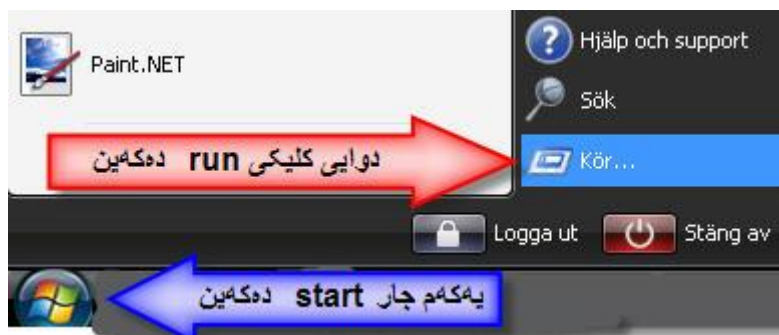 Hjälp och support
Paint.NET
Sök
دوایی کلیکی run دەکەین
Kör...
Logga ut
Stäng av
یەکەم جار start دەکەین